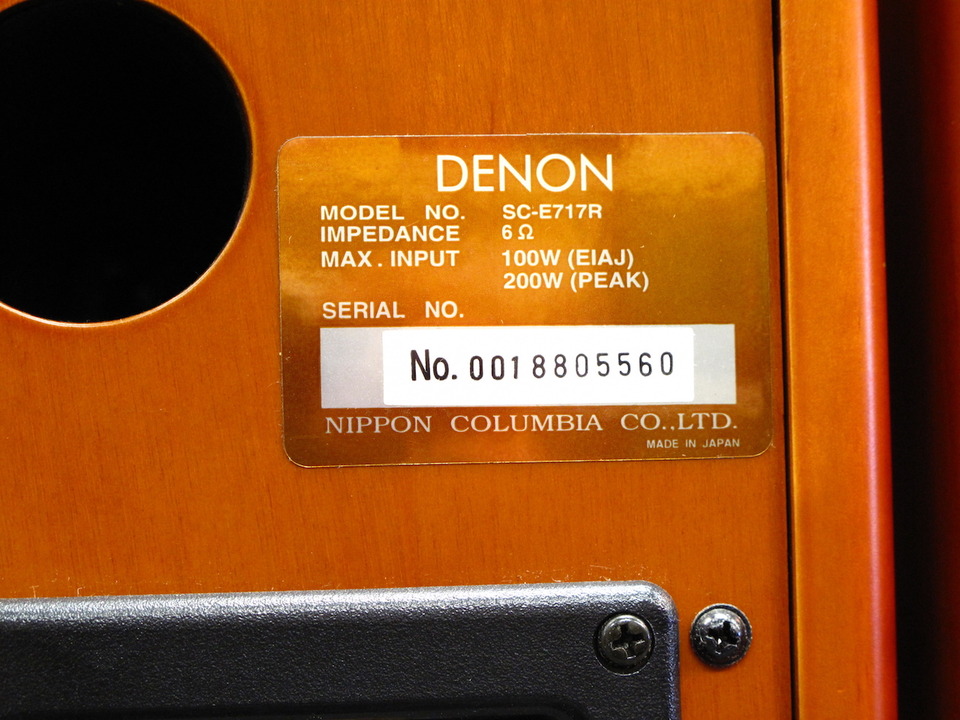 DENON
MODEL NO. SC-E717R
IMPEDANCE 6 Ω
MAX. INPUT 100W (EIAJ)
200W (PEAK)
SERIAL NO.
No. 0018805560
NIPPON COLUMBIA CO.,LTD.
MADE IN JAPAN